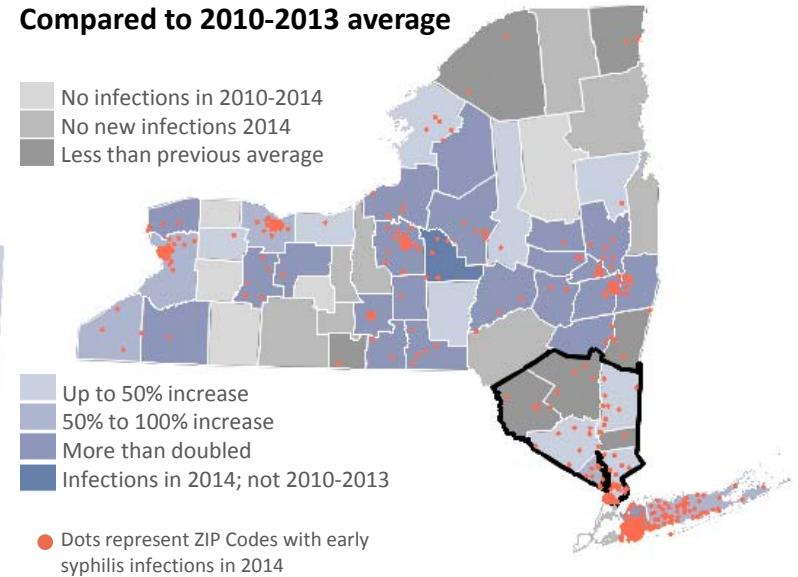 Compared to 2010-2013 average
No infections in 2010-2014
No new infections 2014
Less than previous average
Up to 50% increase
50% to 100% increase
More than doubled
Infections in 2014; not 2010-2013
Dots represent ZIP Codes with early
syphilis infections in 2014